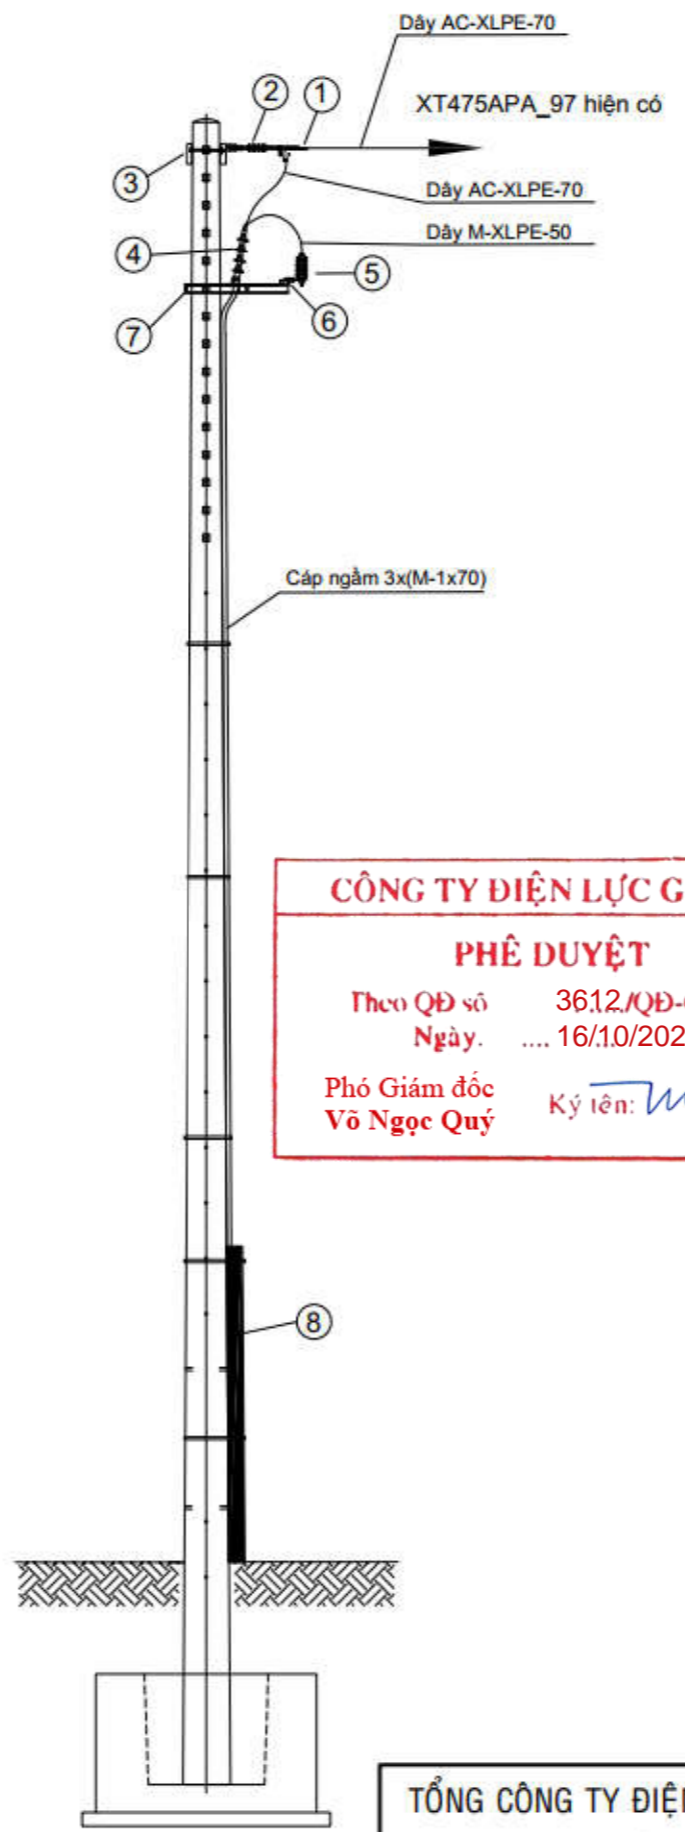 Dây AC-XLPE-70
2
1
XT475APA_97 hiện có
3
Dây AC-XLPE-70
4
Dây M-XLPE-50
5
6
7
Cáp ngầm 3x(M-1x70)
CÔNG TY ĐIỆN LỰC G
PHÊ DUYỆT
Theo QĐ số 3612./QĐ-
Ngày. .... 16/10/202
Phó Giám đốc
Võ Ngọc Quý
Ký tên:
8
TỔNG CÔNG TY ĐIỆN